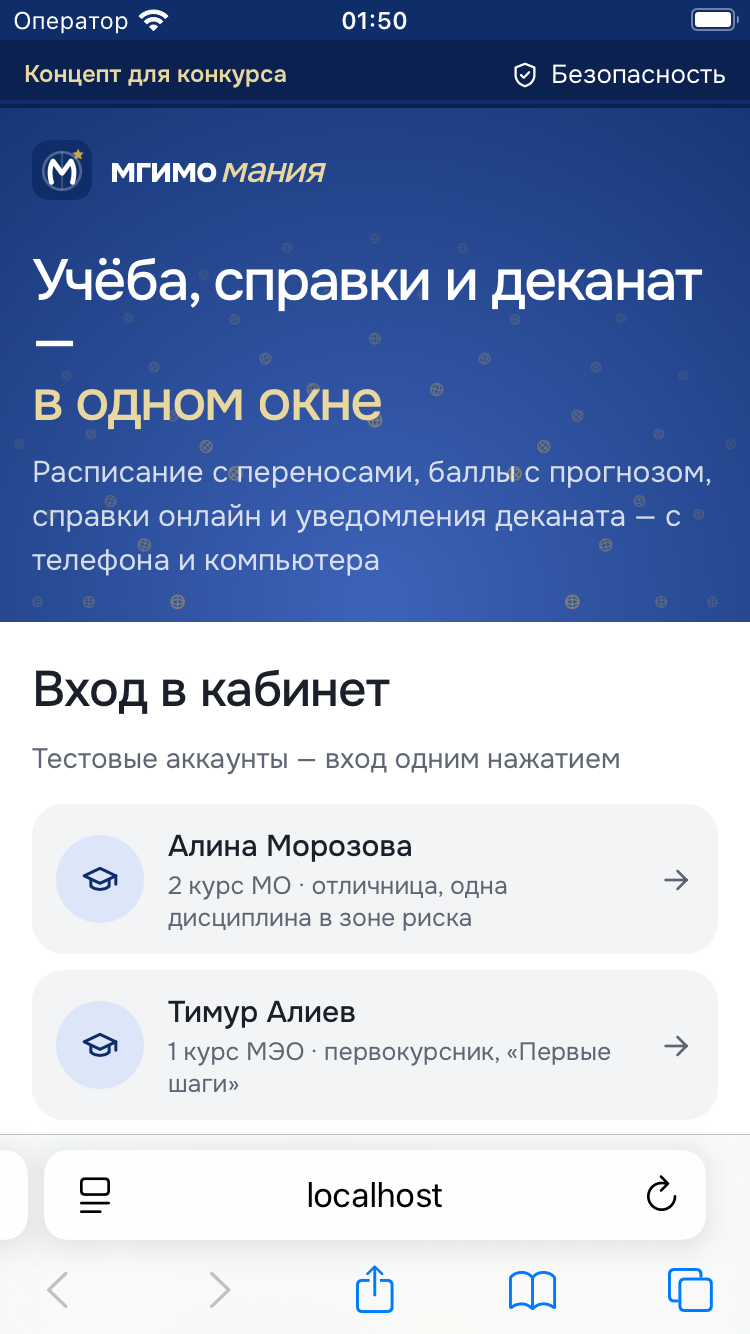 Оператор 01:50
Концепт для конкурса Безопасность
М мгимо мания
Учёба, справки и деканат
—
в одном окне
Расписание с переносами, баллы с прогнозом,
справки онлайн и уведомления деканата — с
телефона и компьютера
Вход в кабинет
Тестовые аккаунты — вход одним нажатием
Алина Морозова
2 курс МО · отличница, одна
дисциплина в зоне риска
Тимур Алиев
1 курс МЭО · первокурсник, «Первые
шаги»
localhost